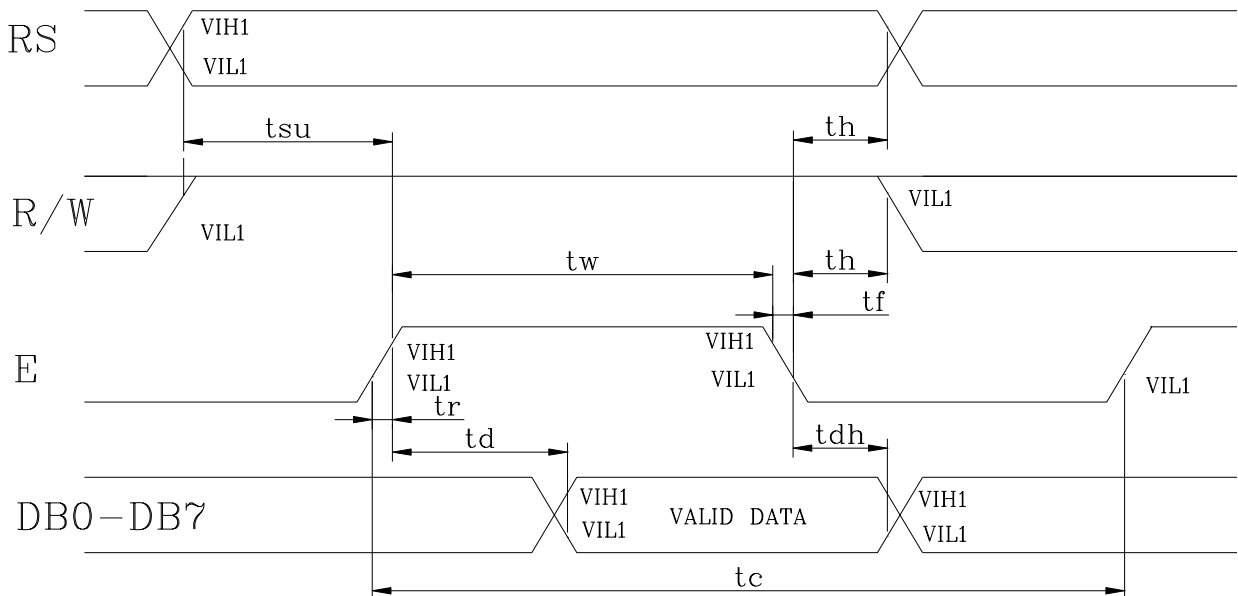 RS
VIH1
VIL1
tsu
th
R/W
VIL1
VIL1
tw
th
tf
E
VIH1
VIL1
VIH1
VIL1
VIL1
tr
td
tdh
DB0-DB7
VIH1
VIL1
VALID DATA
VIH1
VIL1
tc